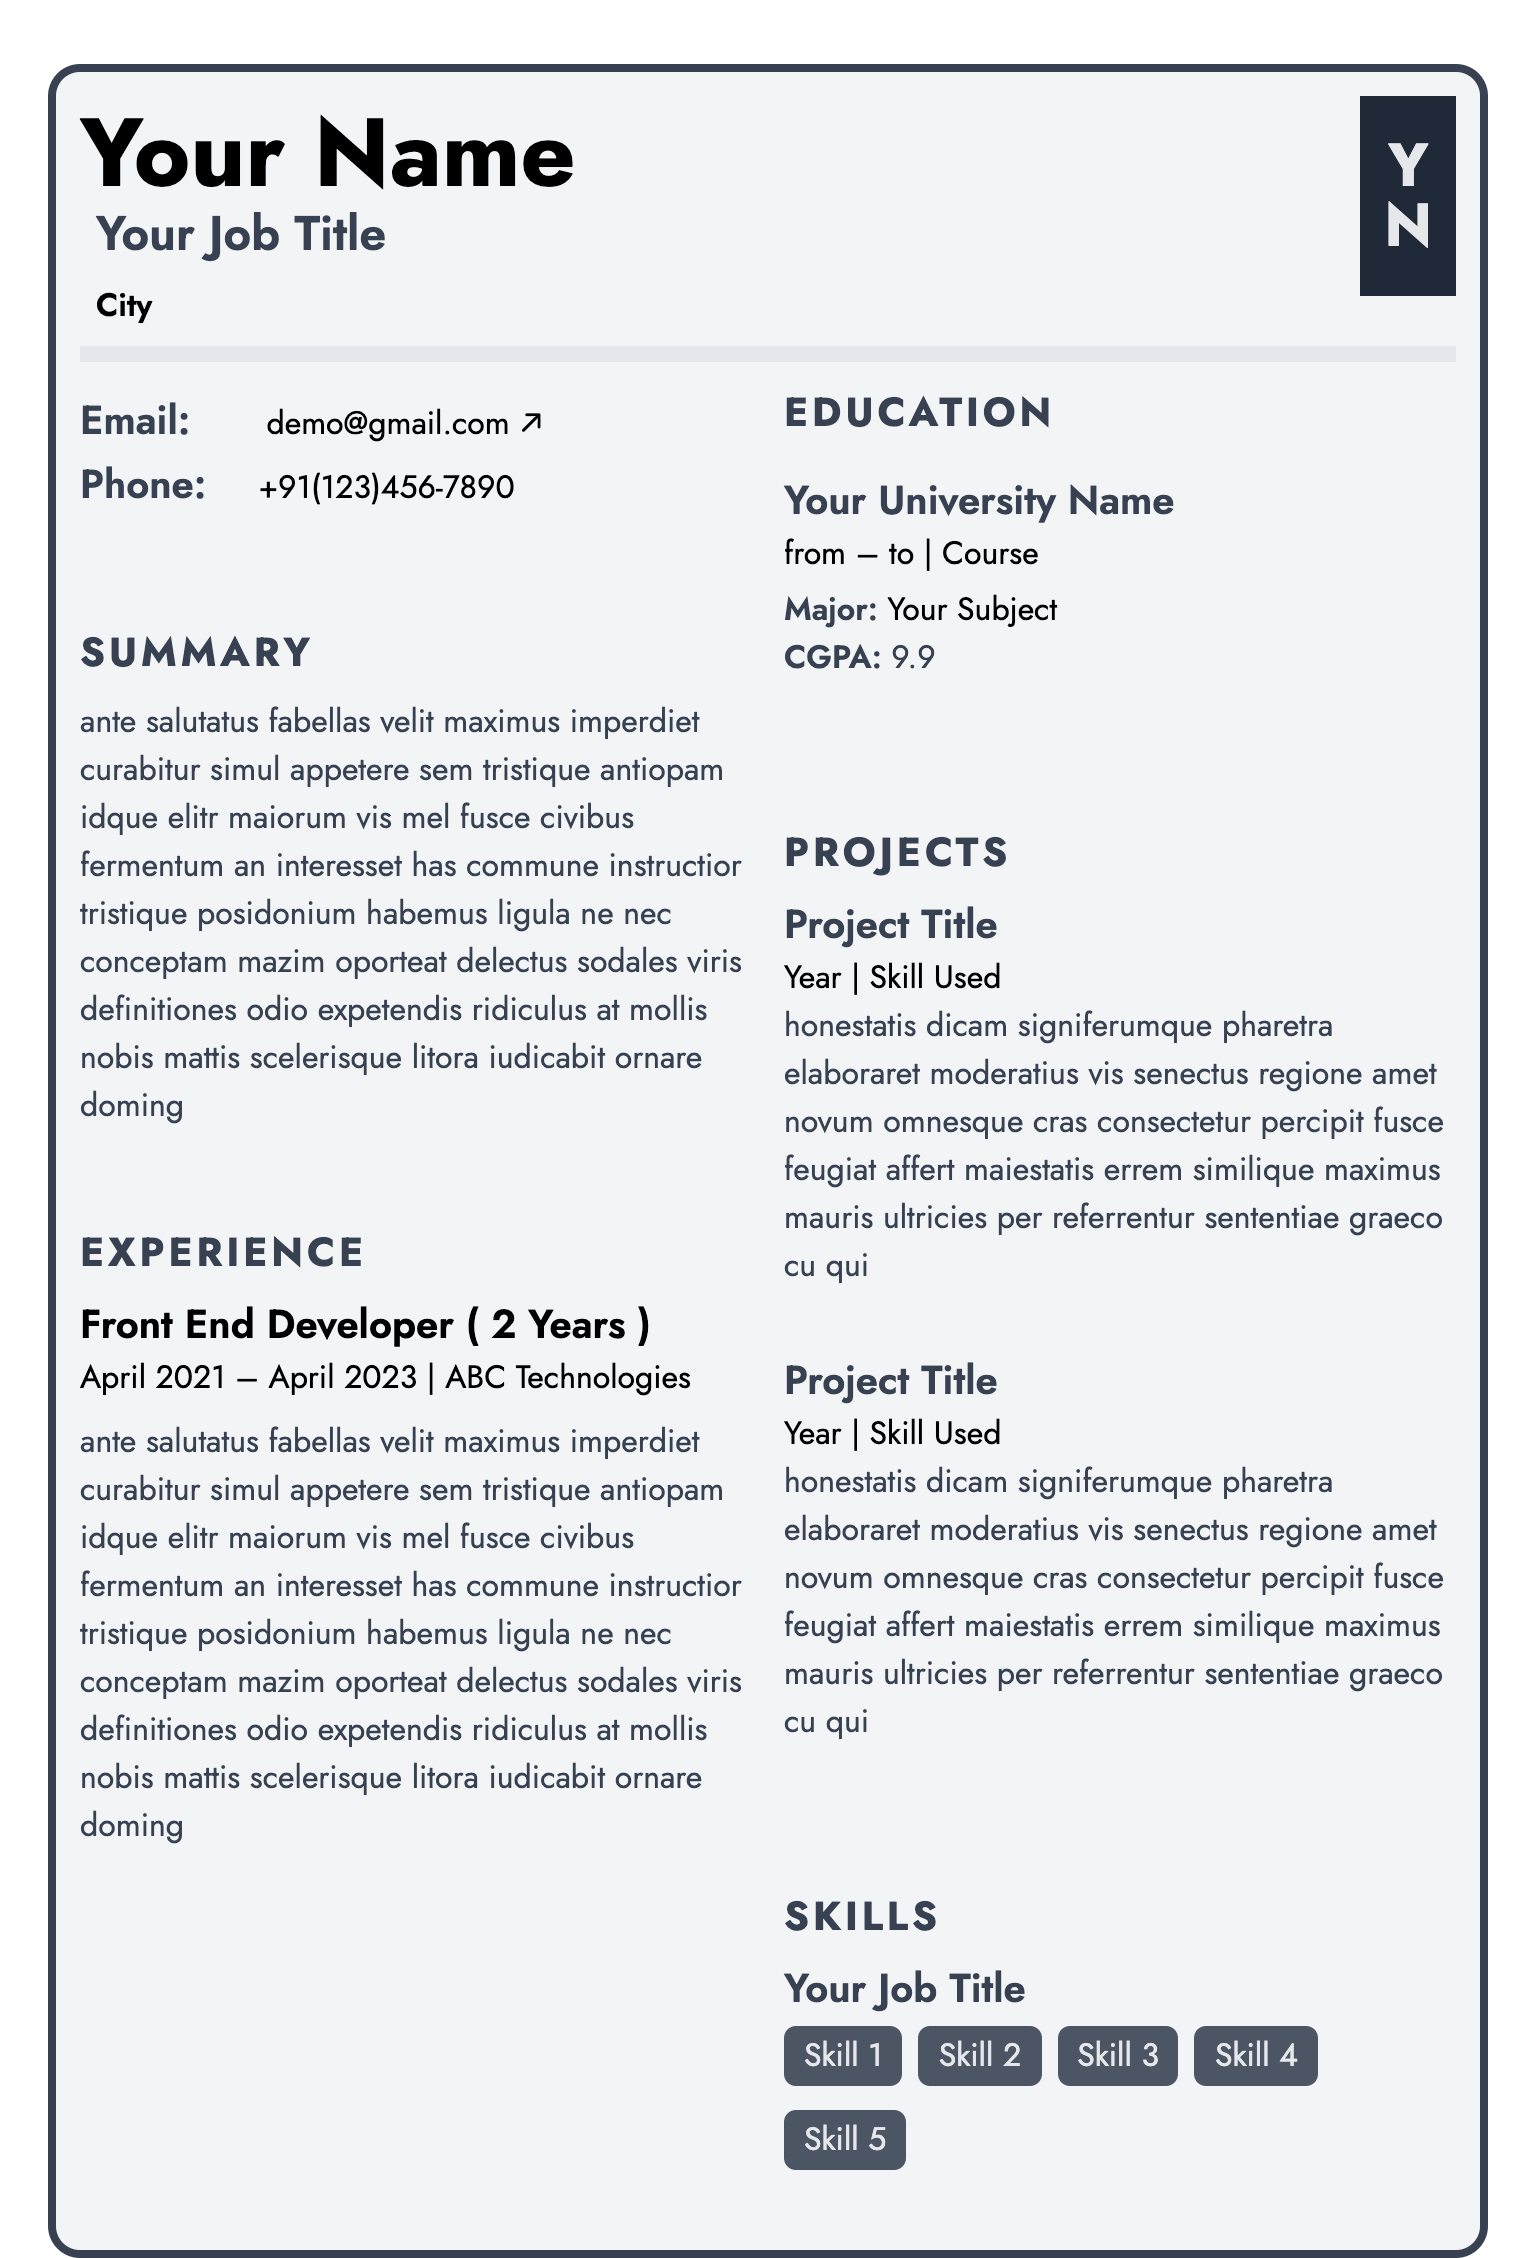 Your Name
Your Job Title
City
Y
N
Email: demo@gmail.com ↗
Phone: +91(123)456-7890
SUMMARY
ante salutatus fabellas velit maximus imperdiet
curabitur simul appetere sem tristique antiopam
idque elitr maiorum vis mel fusce civibus
fermentum an interesset has commune instructior
tristique posidonium habemus ligula ne nec
conceptam mazim oporteat delectus sodales viris
definitiones odio expetendis ridiculus at mollis
nobis mattis scelerisque litora iudicabit ornare
doming
EXPERIENCE
Front End Developer ( 2 Years )
April 2021 – April 2023 | ABC Technologies
ante salutatus fabellas velit maximus imperdiet
curabitur simul appetere sem tristique antiopam
idque elitr maiorum vis mel fusce civibus
fermentum an interesset has commune instructior
tristique posidonium habemus ligula ne nec
conceptam mazim oporteat delectus sodales viris
definitiones odio expetendis ridiculus at mollis
nobis mattis scelerisque litora iudicabit ornare
doming
EDUCATION
Your University Name
from – to | Course
Major: Your Subject
CGPA: 9.9
PROJECTS
Project Title
Year | Skill Used
honestatis dicam signiferumque pharetra
elaboraret moderatius vis senectus regione amet
novum omnesque cras consectetur percipit fusce
feugiat affert maiestatis errem similique maximus
mauris ultricies per referrentur sententiae graeco
cu qui
Project Title
Year | Skill Used
honestatis dicam signiferumque pharetra
elaboraret moderatius vis senectus regione amet
novum omnesque cras consectetur percipit fusce
feugiat affert maiestatis errem similique maximus
mauris ultricies per referrentur sententiae graeco
cu qui
SKILLS
Your Job Title
Skill 1 Skill 2 Skill 3 Skill 4
Skill 5